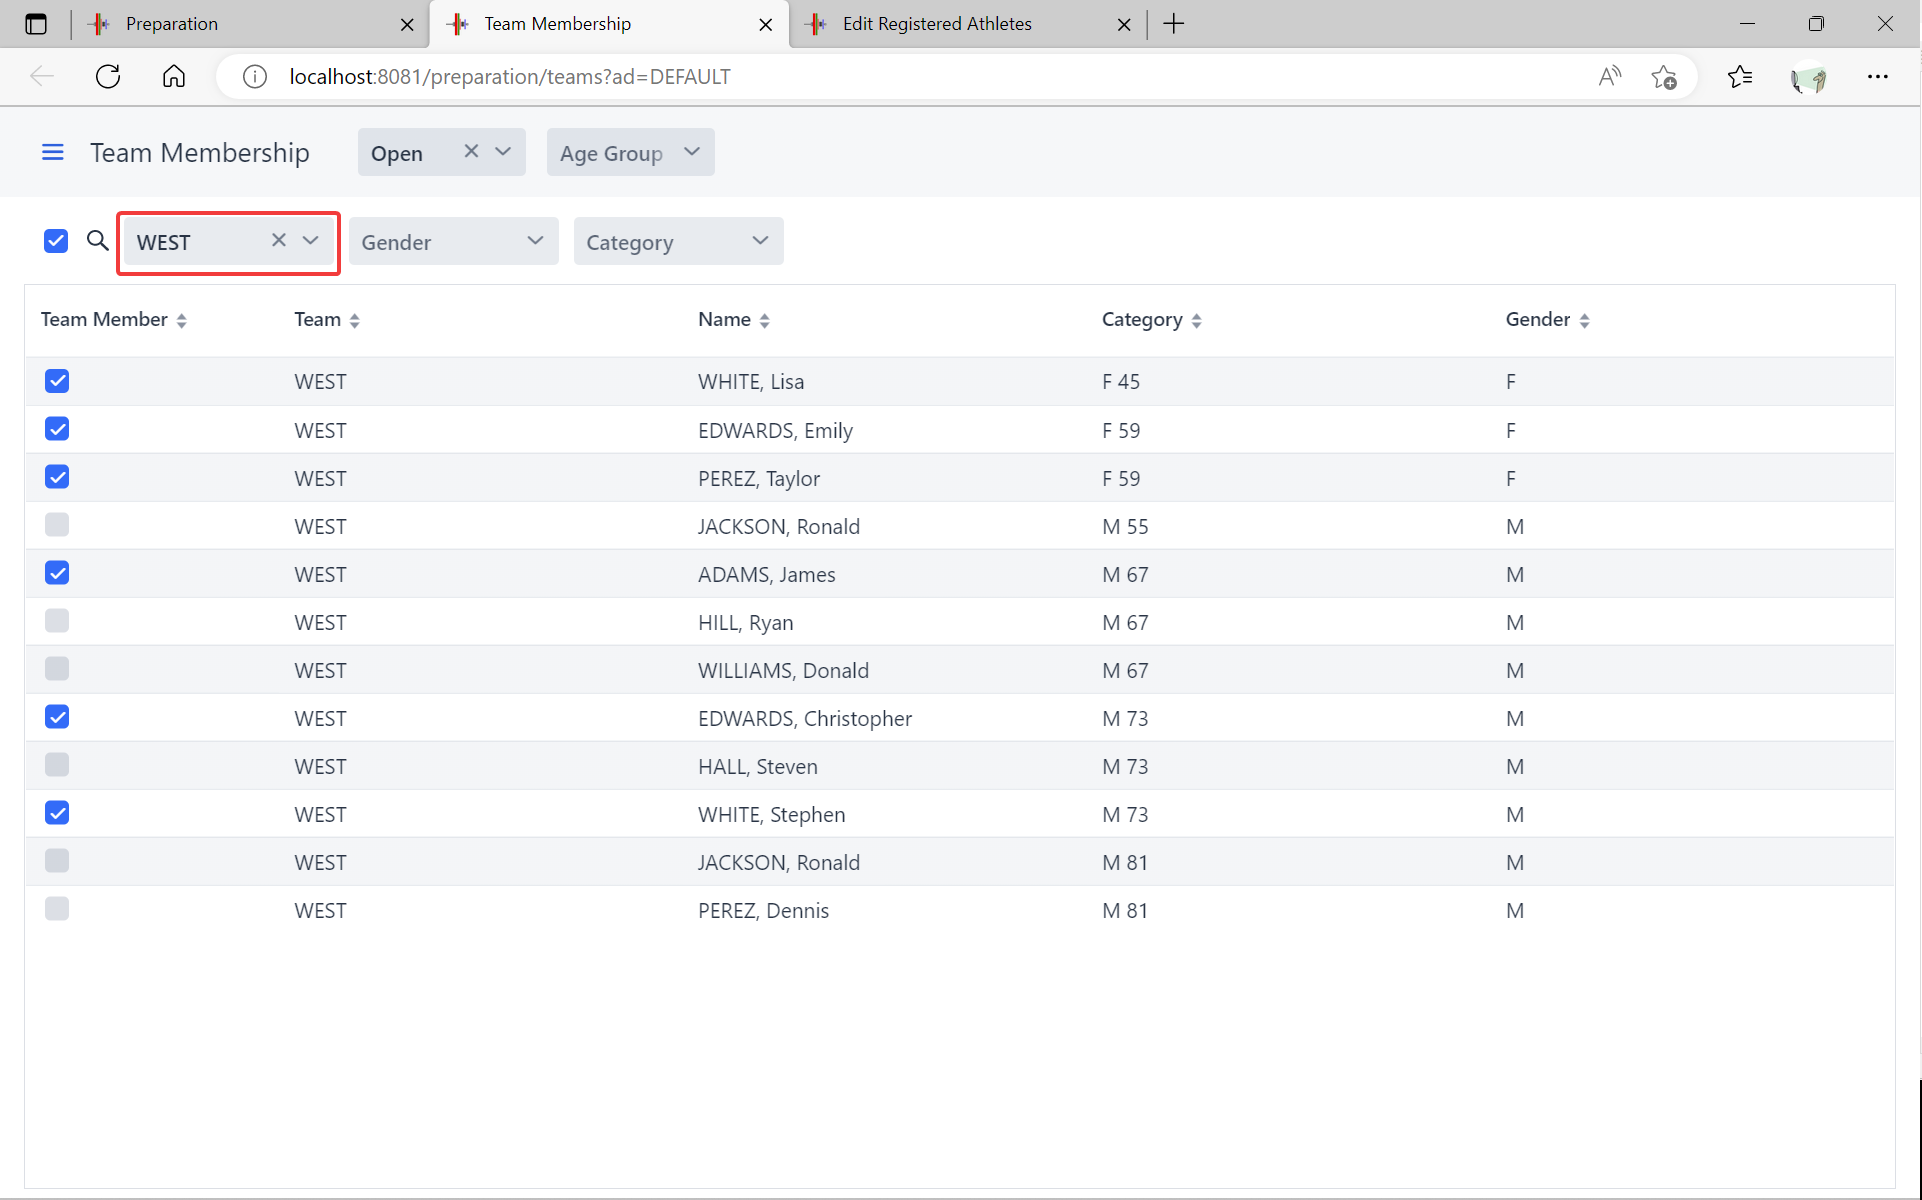 Preparation
Team Membership
Edit Registered Athletes
localhost:8081/preparation/teams?ad=DEFAULT
Team Membership Open Age Group
WEST Gender Category
Team Member Team Name Category Gender
WEST WHITE, Lisa F 45 F
WEST EDWARDS, Emily F 59 F
WEST PEREZ, Taylor F 59 F
WEST JACKSON, Ronald M 55 M
WEST ADAMS, James M 67 M
WEST HILL, Ryan M 67 M
WEST WILLIAMS, Donald M 67 M
WEST EDWARDS, Christopher M 73 M
WEST HALL, Steven M 73 M
WEST WHITE, Stephen M 73 M
WEST JACKSON, Ronald M 81 M
WEST PEREZ, Dennis M 81 M